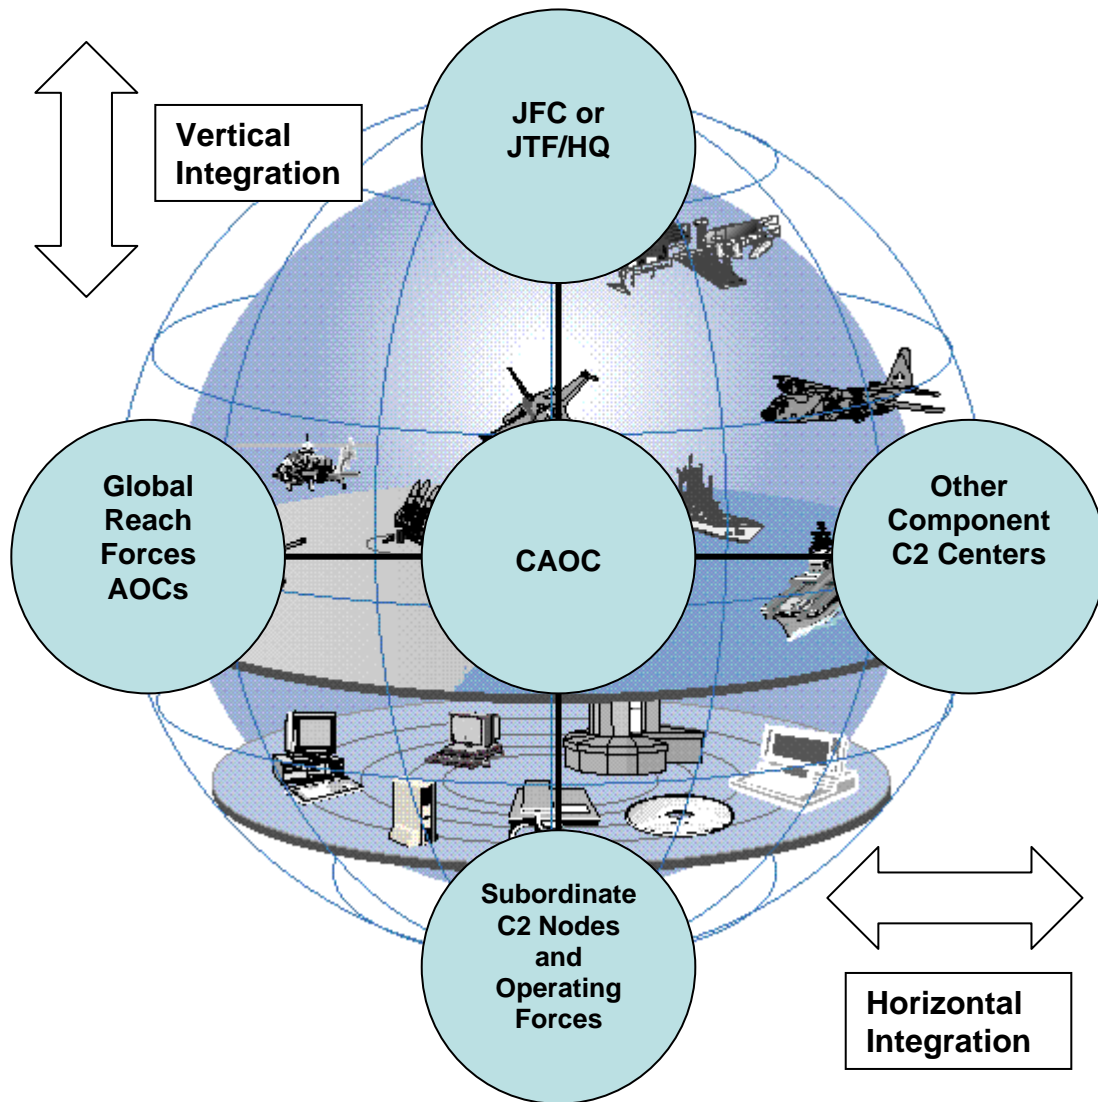 JFC or
JTF/HQ
Vertical
Integration
Global
Reach
Forces
AOCs
CAOC
Other
Component
C2 Centers
Subordinate
C2 Nodes
and
Operating
Forces
Horizontal
Integration